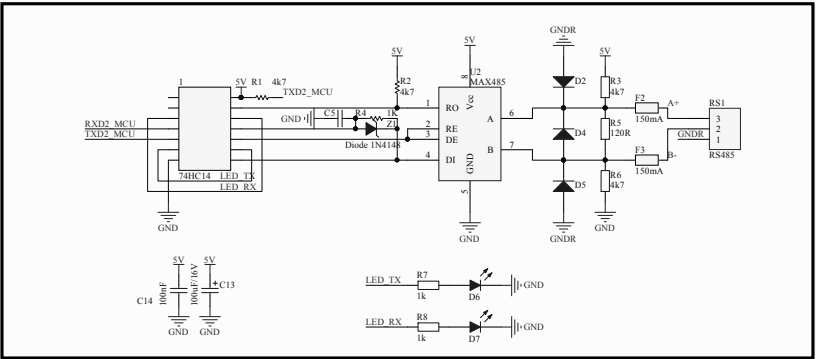 GNDR
5V
5V
5V
1
5V R1 4k7
TXD2_MCU
R2
4k7
U2
MAX485
8
Vcc
D2
R3
4k7
F2
A+
150mA
RS1
1
RO
A
6
GND
C5
R4
1K
Z1
Diode 1N4148
RXD2_MCU
TXD2_MCU
2
RE
3
DE
D4
R5
120R
3
2
1
GNDR
RS485
4
DI
B
7
GND
5
F3
B-
150mA
74HC14
LED_TX
LED_RX
D5
R6
4k7
GND
GND
GNDR
GND
5V
5V
C14
100nF
100uF/16V
+
C13
GND
GND
LED_TX
R7
1k
D6
GND
LED_RX
R8
1k
D7
GND